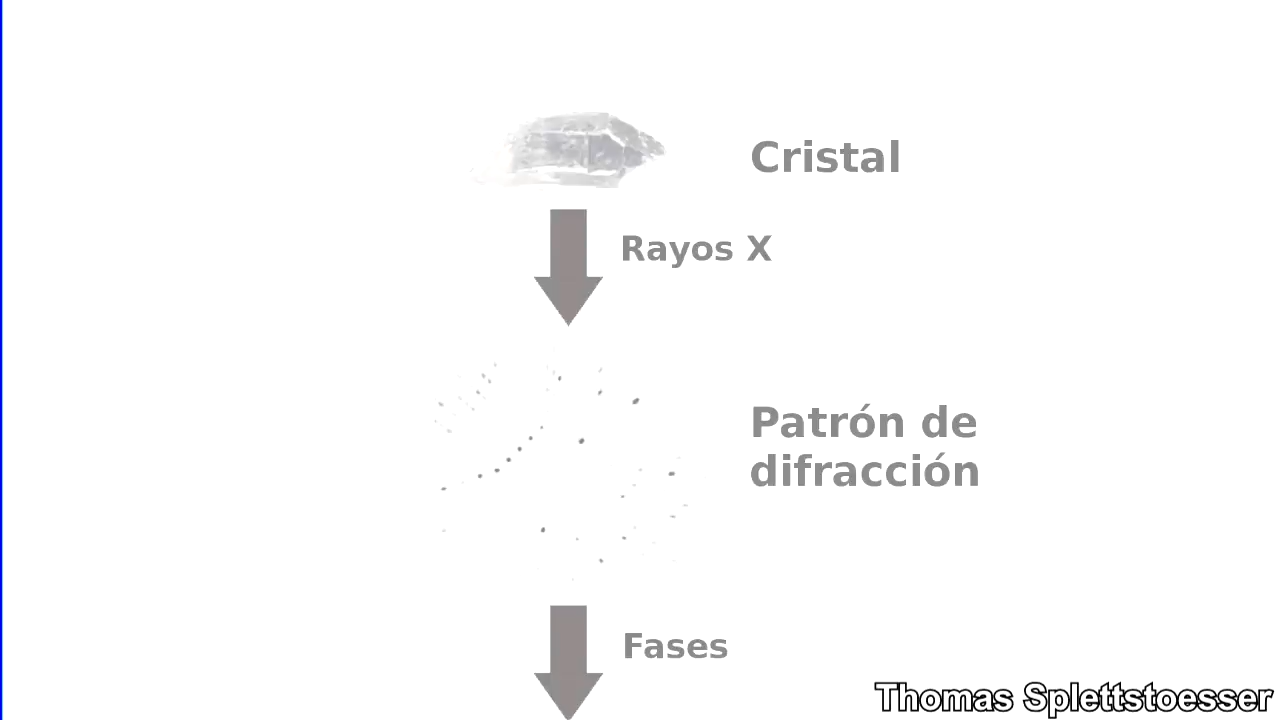 Cristal
Rayos X
Patrón de
difracción
Fases
Thomas Splettstoesser